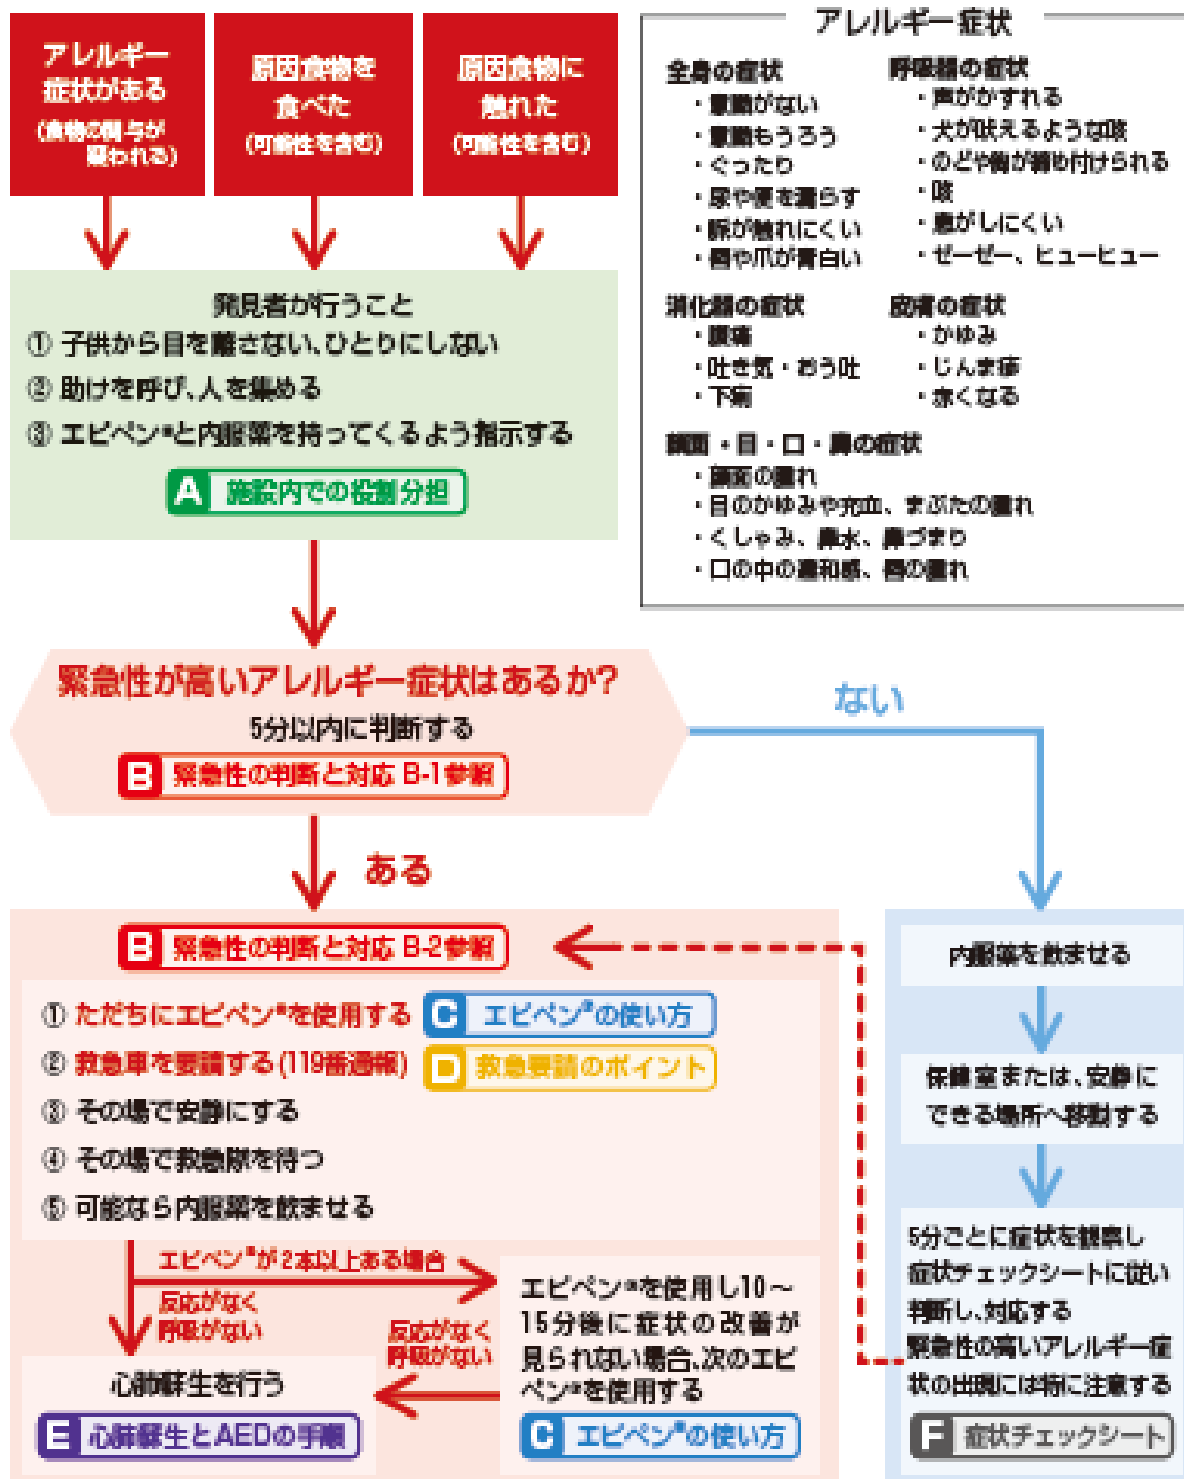 アレルギー
症状がある
(食物の関与が
疑われる)
原因食物を
食べた
(可能性を含む)
原因食物に
触れた
(可能性を含む)
アレルギー症状
全身の症状
・意識がない
・意識もうろう
・ぐったり
・尿や便を漏らす
・脈が触れにくい
・唇や爪が青白い
呼吸器の症状
・声がかすれる
・犬が吠えるような咳
・のどや胸が締め付けられる
・咳
・息がしにくい
・ゼーゼー、ヒューヒュー
消化器の症状
・腹痛
・吐き気・おう吐
・下痢
皮膚の症状
・かゆみ
・じんま疹
・赤くなる
顔面・目・口・鼻の症状
・顔面の腫れ
・目のかゆみや充血、まぶたの腫れ
・くしゃみ、鼻水、鼻づまり
・口の中の違和感、唇の腫れ
発見者が行うこと
① 子供から目を離さない、ひとりにしない
② 助けを呼び、人を集める
③ エピペン®と内服薬を持ってくるよう指示する
A 施設内での役割分担
緊急性が高いアレルギー症状はあるか?
5分以内に判断する
B 緊急性の判断と対応 B-1参照
ない
ある
B 緊急性の判断と対応 B-2参照
① ただちにエピペン®を使用する
C エピペン®の使い方
② 救急車を要請する(119番通報)
D 救急要請のポイント
③ その場で安静にする
④ その場で救急隊を待つ
⑤ 可能なら内服薬を飲ませる
エピペン®が2本以上ある場合
反応がなく
呼吸がない
エピペン®を使用し10～
15分後に症状の改善が
見られない場合、次のエピ
ペン®を使用する
C エピペン®の使い方
反応がなく
呼吸がない
心肺蘇生を行う
E 心肺蘇生とAEDの手順
内服薬を飲ませる
保健室または、安静に
できる場所へ移動する
5分ごとに症状を観察し
症状チェックシートに従い
判断し、対応する
緊急性の高いアレルギー症
状の出現には特に注意する
F 症状チェックシート